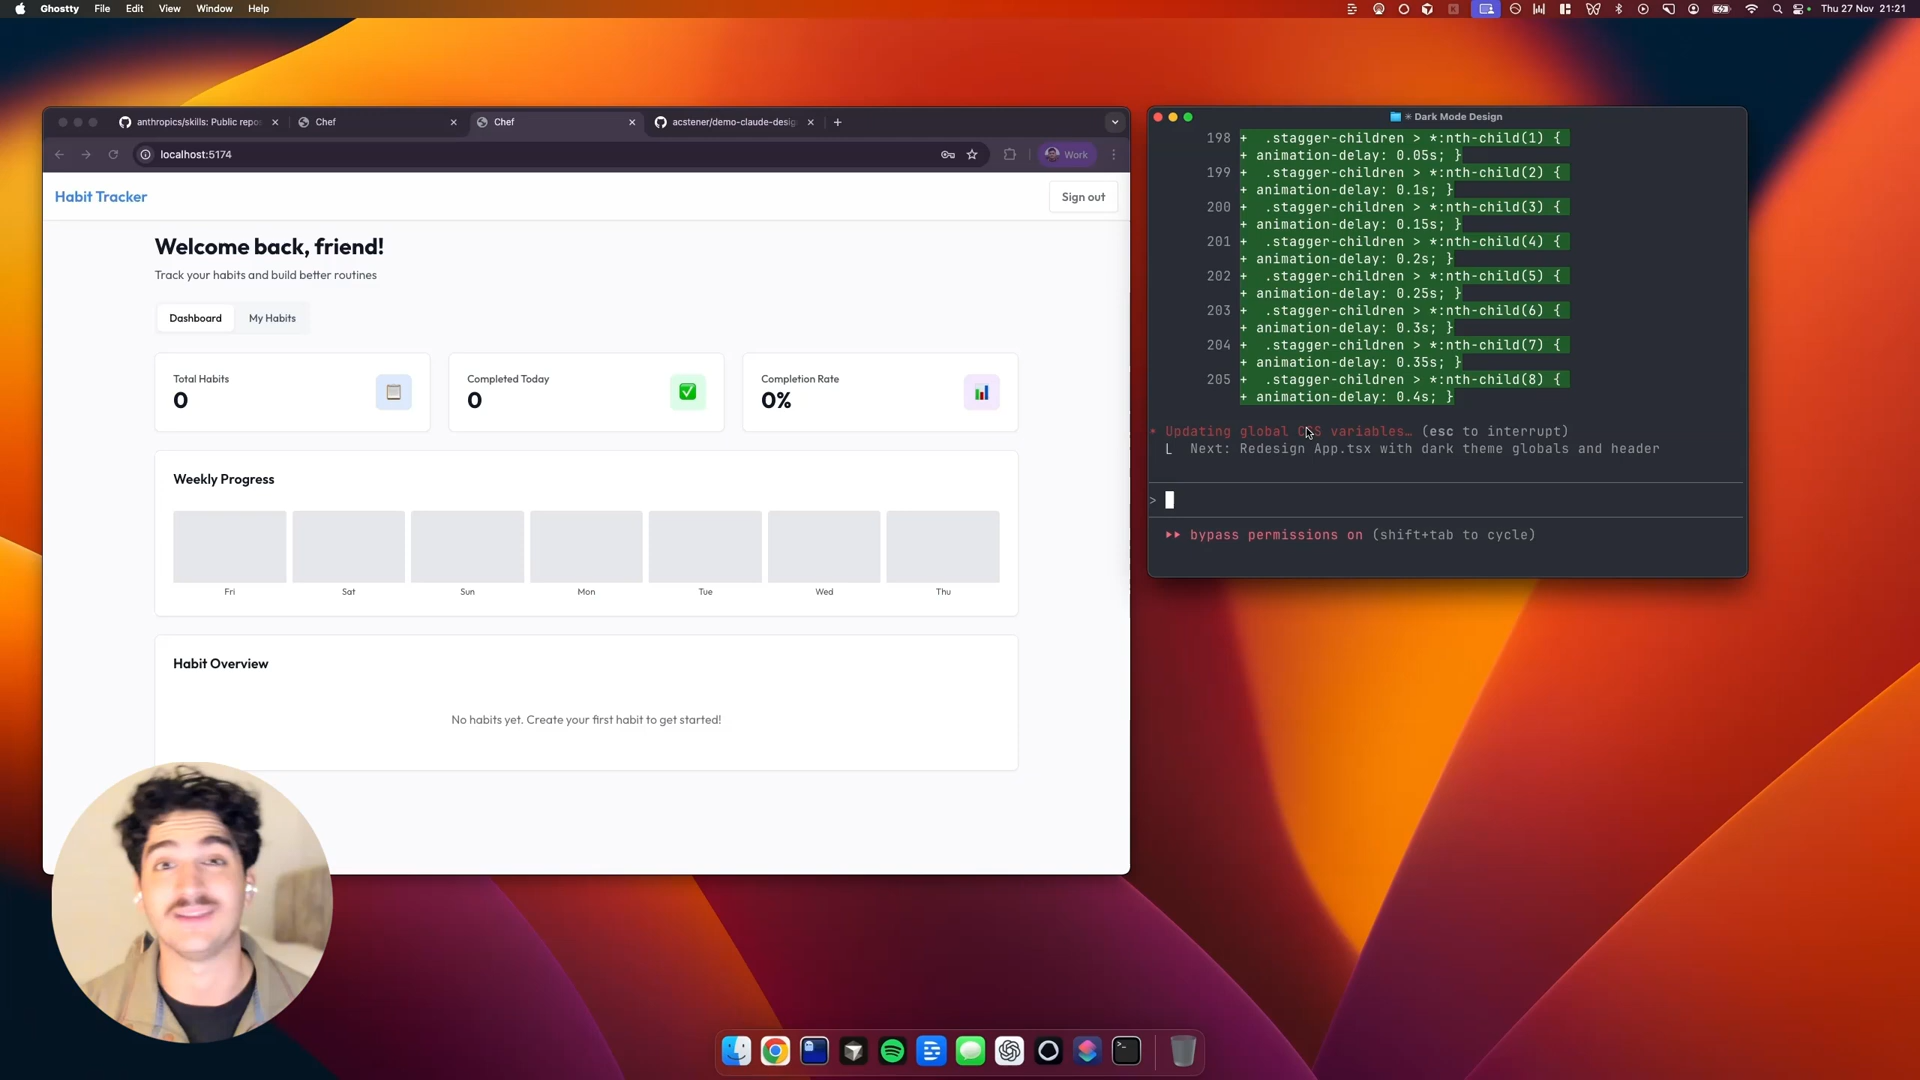 Ghostty File Edit View Window Help
Thu 27 Nov 21:21
anthropics/skills: Public repo
Chef
Chef
acstener/demo-claude-desig
localhost:5174
Work
Habit Tracker
Sign out
Welcome back, friend!
Track your habits and build better routines
Dashboard
My Habits
Total Habits
0
Completed Today
0
Completion Rate
0%
Weekly Progress
Fri Sat Sun Mon Tue Wed Thu
Habit Overview
No habits yet. Create your first habit to get started!
✳ Dark Mode Design
198 + .stagger-children > *:nth-child(1) {
+ animation-delay: 0.05s; }
199 + .stagger-children > *:nth-child(2) {
+ animation-delay: 0.1s; }
200 + .stagger-children > *:nth-child(3) {
+ animation-delay: 0.15s; }
201 + .stagger-children > *:nth-child(4) {
+ animation-delay: 0.2s; }
202 + .stagger-children > *:nth-child(5) {
+ animation-delay: 0.25s; }
203 + .stagger-children > *:nth-child(6) {
+ animation-delay: 0.3s; }
204 + .stagger-children > *:nth-child(7) {
+ animation-delay: 0.35s; }
205 + .stagger-children > *:nth-child(8) {
+ animation-delay: 0.4s; }
* Updating global CSS variables… (esc to interrupt)
⎿ Next: Redesign App.tsx with dark theme globals and header
>
⏵⏵ bypass permissions on (shift+tab to cycle)